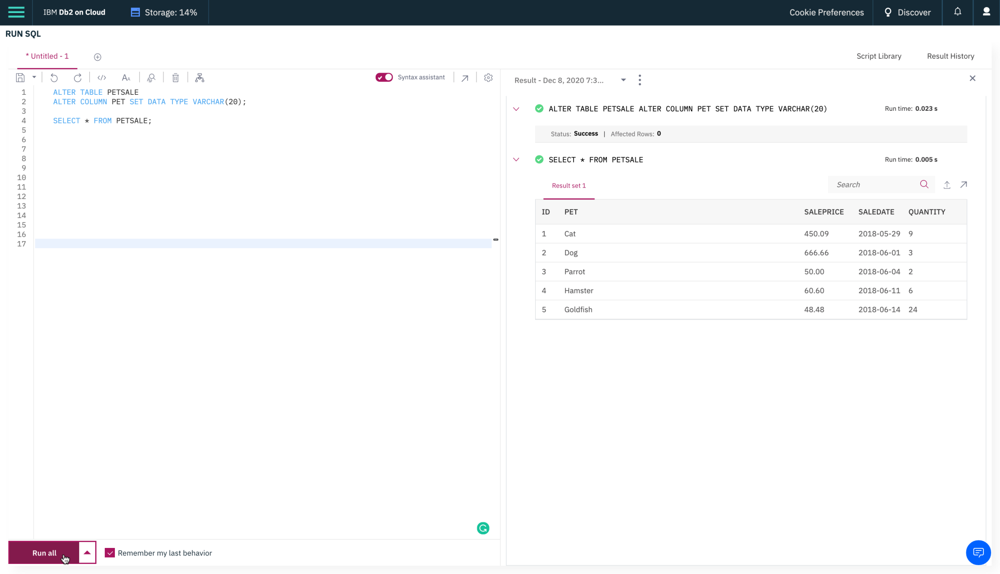 IBM Db2 on Cloud
Storage: 14%
Cookie Preferences
Discover
RUN SQL
* Untitled - 1
Script Library
Result History
Syntax assistant
1 ALTER TABLE PETSALE
2 ALTER COLUMN PET SET DATA TYPE VARCHAR(20);
3
4 SELECT * FROM PETSALE;
5
6
7
8
9
10
11
12
13
14
15
16
17
Run all
Remember my last behavior
Result - Dec 8, 2020 7:3...
ALTER TABLE PETSALE ALTER COLUMN PET SET DATA TYPE VARCHAR(20)
Run time: 0.023 s
Status: Success | Affected Rows: 0
SELECT * FROM PETSALE
Run time: 0.005 s
Result set 1
Search
ID PET SALEPRICE SALEDATE QUANTITY
1 Cat 450.09 2018-05-29 9
2 Dog 666.66 2018-06-01 3
3 Parrot 50.00 2018-06-04 2
4 Hamster 60.60 2018-06-11 6
5 Goldfish 48.48 2018-06-14 24